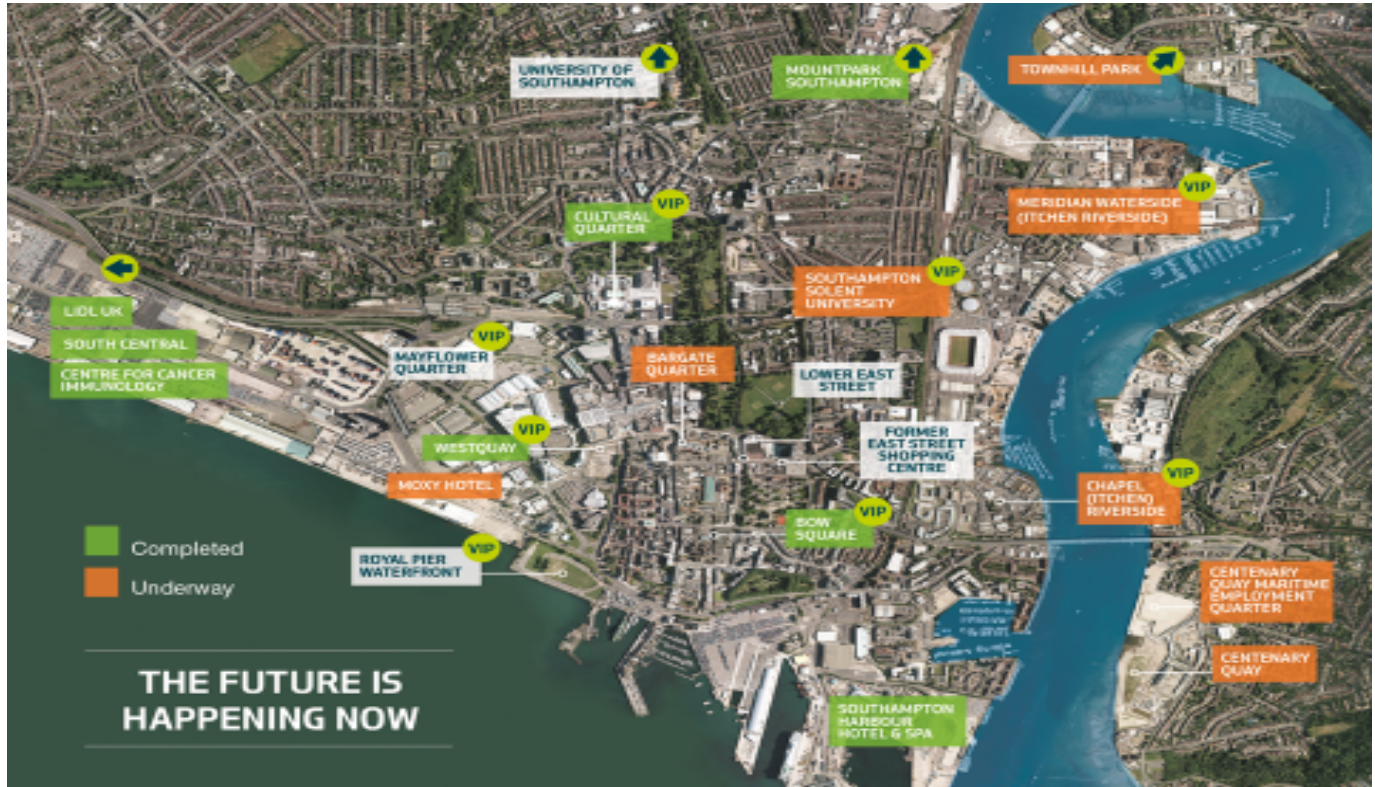 UNIVERSITY OF
SOUTHAMPTON
MOUNTPARK
SOUTHAMPTON
TOWNHILL PARK
VIP
MERIDIAN WATERSIDE
(ITCHEN RIVERSIDE)
VIP
CULTURAL
QUARTER
VIP
SOUTHAMPTON
SOLENT
UNIVERSITY
LIDL UK
SOUTH CENTRAL
CENTRE FOR CANCER
IMMUNOLOGY
VIP
MAYFLOWER
QUARTER
BARGATE
QUARTER
LOWER EAST
STREET
VIP
WESTQUAY
FORMER
EAST STREET
SHOPPING
CENTRE
MOXY HOTEL
VIP
CHAPEL
(ITCHEN)
RIVERSIDE
VIP
BOW
SQUARE
Completed
Underway
VIP
ROYAL PIER
WATERFRONT
CENTENARY
QUAY MARITIME
EMPLOYMENT
QUARTER
CENTENARY
QUAY
THE FUTURE IS
HAPPENING NOW
SOUTHAMPTON
HARBOUR
HOTEL & SPA